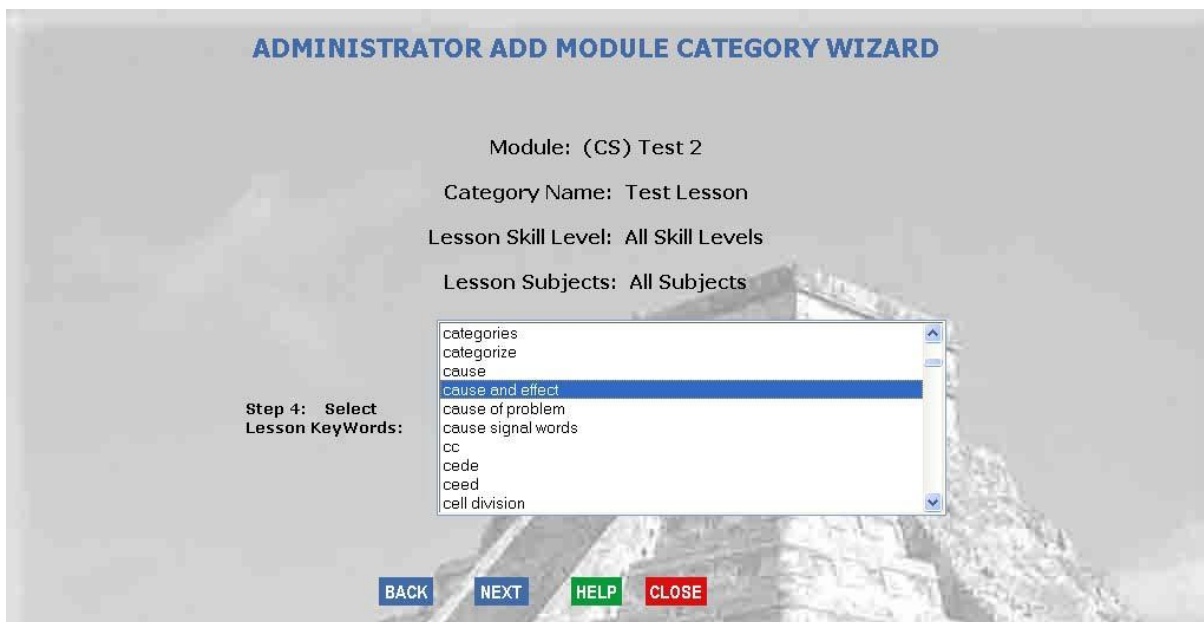 ADMINISTRATOR ADD MODULE CATEGORY WIZARD
Module: (CS) Test 2
Category Name: Test Lesson
Lesson Skill Level: All Skill Levels
Lesson Subjects: All Subjects
Step 4: Select
Lesson KeyWords:
categories
categorize
cause
cause and effect
cause of problem
cause signal words
cc
cede
ceed
cell division
BACK NEXT HELP CLOSE